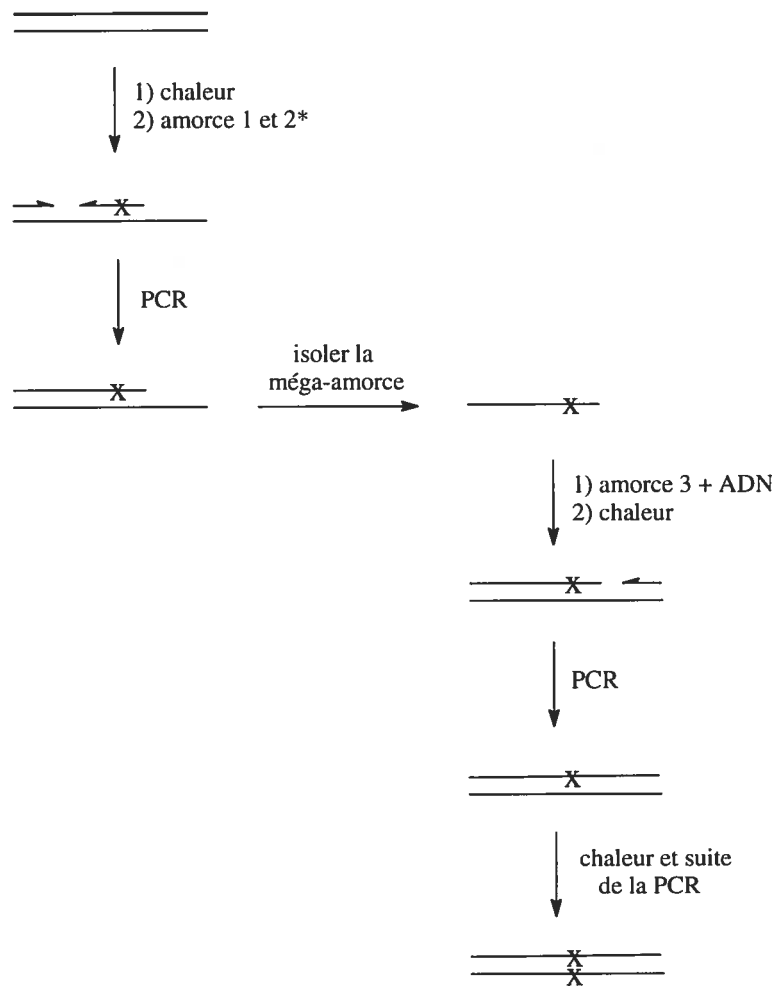 1) chaleur
2) amorce 1 et 2*
X
PCR
X
isoler la
méga-amorce
X
1) amorce 3 + ADN
2) chaleur
X
PCR
X
chaleur et suite
de la PCR
X
X